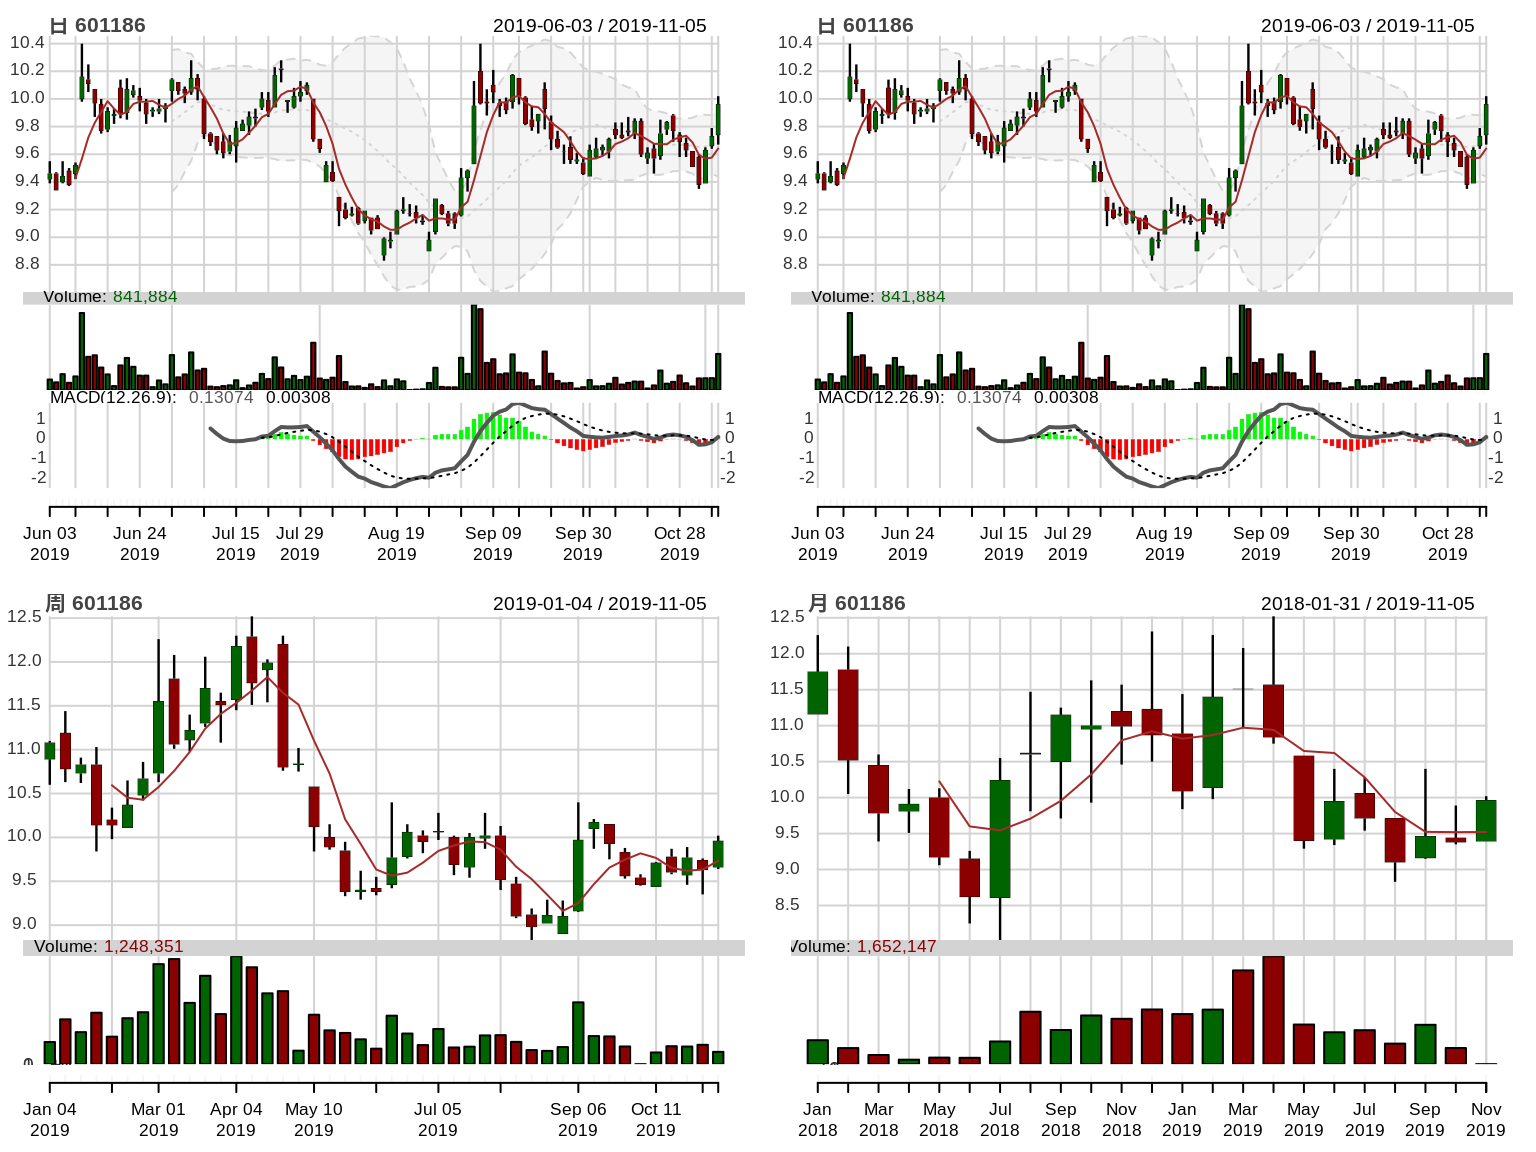 日 601186
2019-06-03 / 2019-11-05
10.4
10.2
10.0
9.8
9.6
9.4
9.2
9.0
8.8
Volume: 841,884
MACD(12,26,9): 0.13074 0.00308
1
0
-1
-2
1
0
-1
-2
Jun 03 2019
Jun 24 2019
Jul 15 2019
Jul 29 2019
Aug 19 2019
Sep 09 2019
Sep 30 2019
Oct 28 2019
日 601186
2019-06-03 / 2019-11-05
10.4
10.2
10.0
9.8
9.6
9.4
9.2
9.0
8.8
Volume: 841,884
MACD(12,26,9): 0.13074 0.00308
1
0
-1
-2
1
0
-1
-2
Jun 03 2019
Jun 24 2019
Jul 15 2019
Jul 29 2019
Aug 19 2019
Sep 09 2019
Sep 30 2019
Oct 28 2019
周 601186
2019-01-04 / 2019-11-05
12.5
12.0
11.5
11.0
10.5
10.0
9.5
9.0
Volume: 1,248,351
Jan 04 2019
Mar 01 2019
Apr 04 2019
May 10 2019
Jul 05 2019
Sep 06 2019
Oct 11 2019
月 601186
2018-01-31 / 2019-11-05
12.5
12.0
11.5
11.0
10.5
10.0
9.5
9.0
8.5
Volume: 1,652,147
Jan 2018
Mar 2018
May 2018
Jul 2018
Sep 2018
Nov 2018
Jan 2019
Mar 2019
May 2019
Jul 2019
Sep 2019
Nov 2019